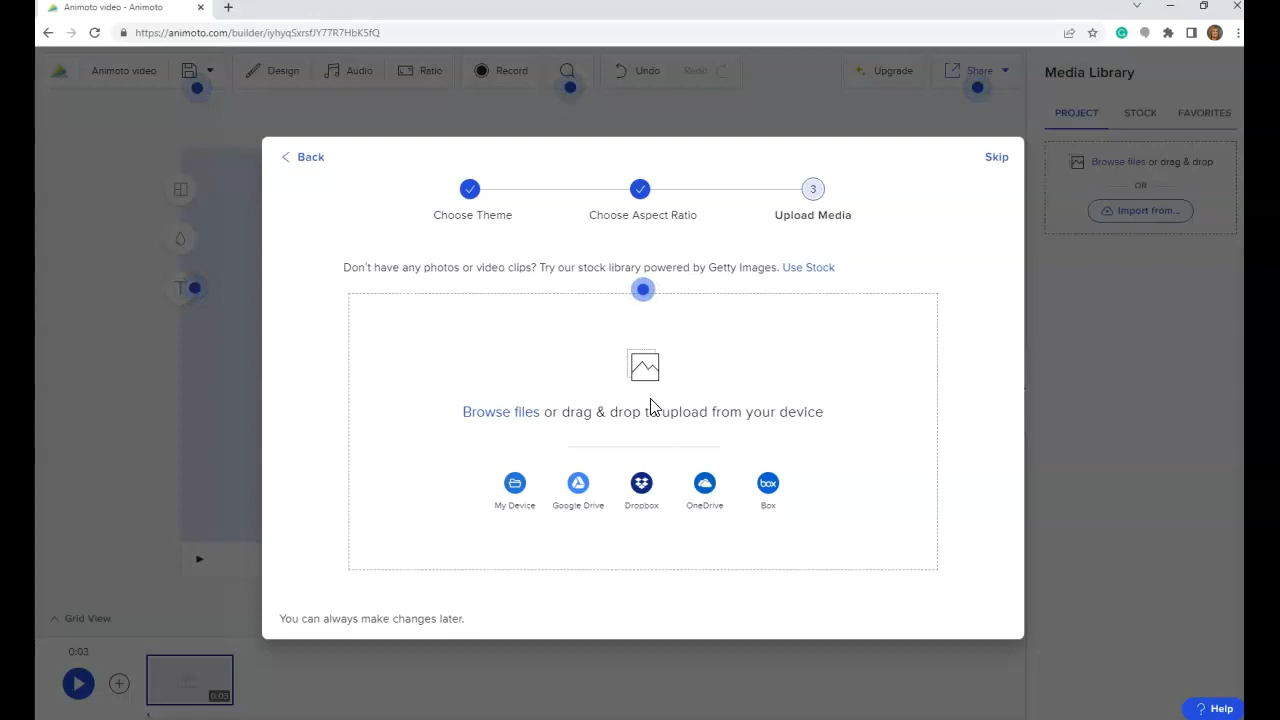 Animoto video - Animoto
https://animoto.com/builder/iyhyqSxrsfJY77R7HbK5fQ
Animoto video
Design
Audio
Ratio
Record
Undo
Redo
Upgrade
Share
Media Library
PROJECT STOCK FAVORITES
Browse files or drag & drop
OR
Import from...
Back
Skip
3
Choose Theme
Choose Aspect Ratio
Upload Media
Don't have any photos or video clips? Try our stock library powered by Getty Images. Use Stock
Browse files or drag & drop to upload from your device
box
My Device
Google Drive
Dropbox
OneDrive
Box
You can always make changes later.
T
Grid View
0:03
0:03
? Help